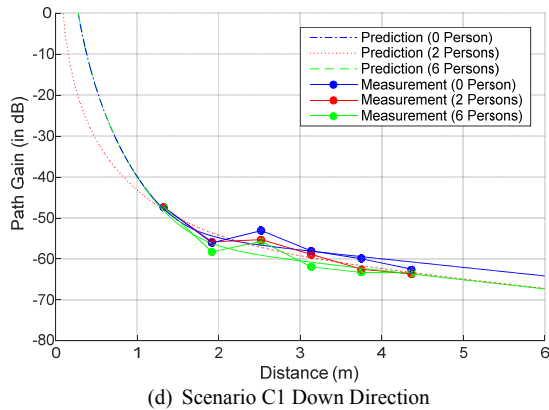 0
-10
-20
-30
-40
-50
-60
-70
-80
Path Gain (in dB)
Prediction (0 Person)
Prediction (2 Persons)
Prediction (6 Persons)
Measurement (0 Person)
Measurement (2 Persons)
Measurement (6 Persons)
0 1 2 3 4 5 6
Distance (m)
(d) Scenario C1 Down Direction